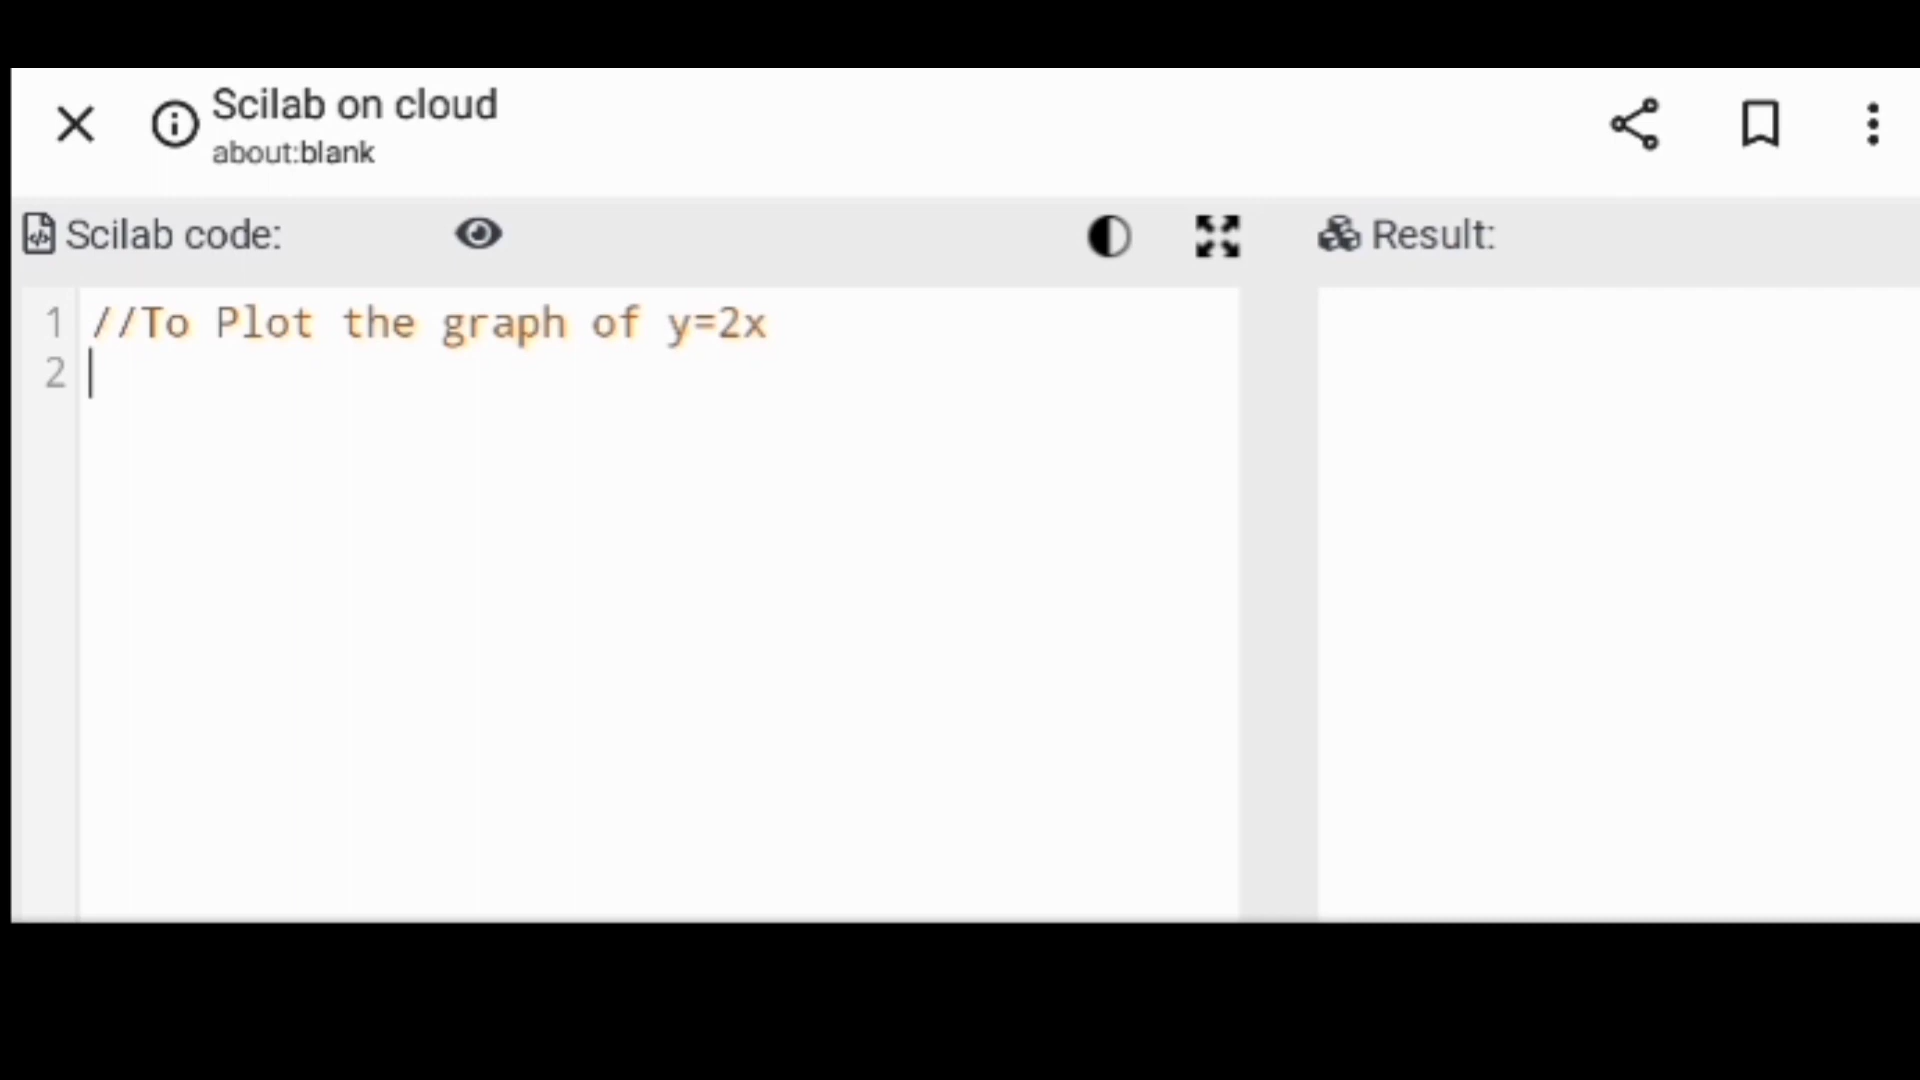 Scilab on cloud
about:blank
Scilab code:
Result:
1 //To Plot the graph of y=2x
2